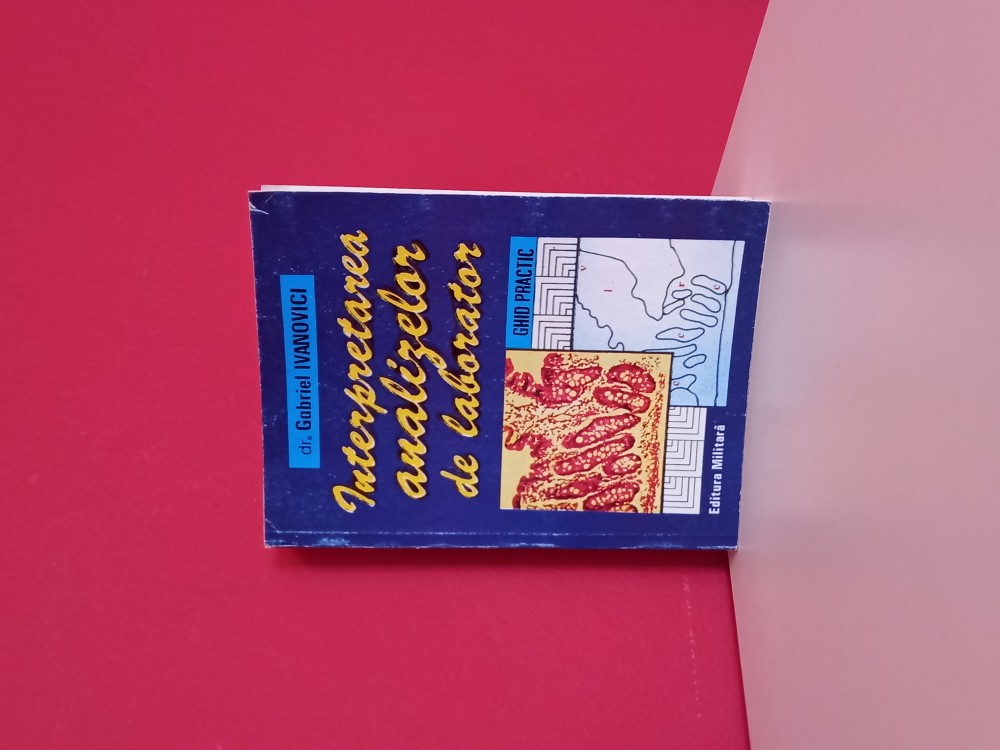 dr. Gabriel IVANOVICI
Interpretarea
analizelor
de laborator
GHID PRACTIC
v
l
r
c
c
c
Editura Militară